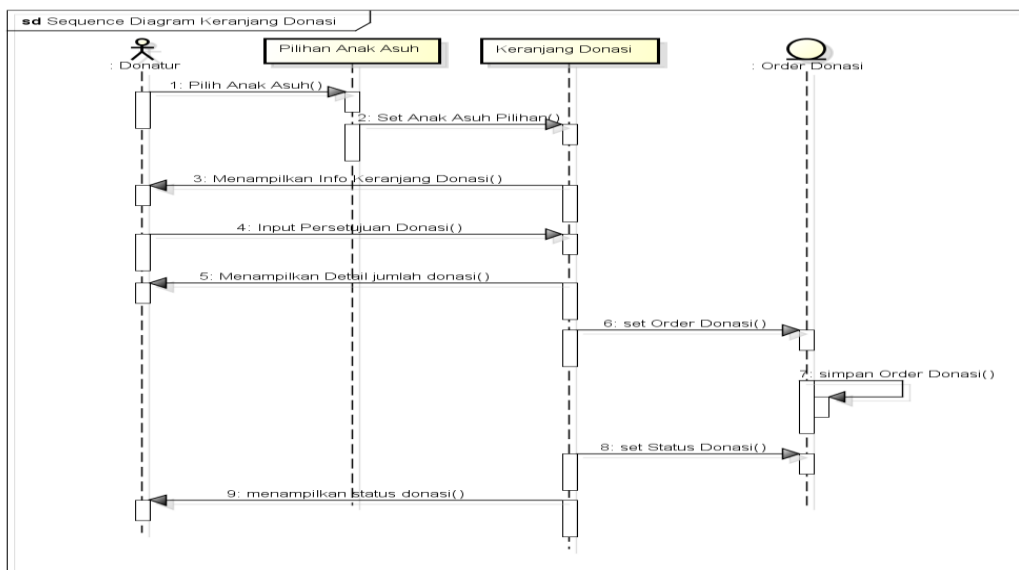 sd Sequence Diagram Keranjang Donasi
: Donatur
Pilihan Anak Asuh
Keranjang Donasi
: Order Donasi
1: Pilih Anak Asuh()
2: Set Anak Asuh Pilihan()
3: Menampilkan Info Keranjang Donasi()
4: Input Persetujuan Donasi()
5: Menampilkan Detail jumlah donasi()
6: set Order Donasi()
7: simpan Order Donasi()
8: set Status Donasi()
9: menampilkan status donasi()